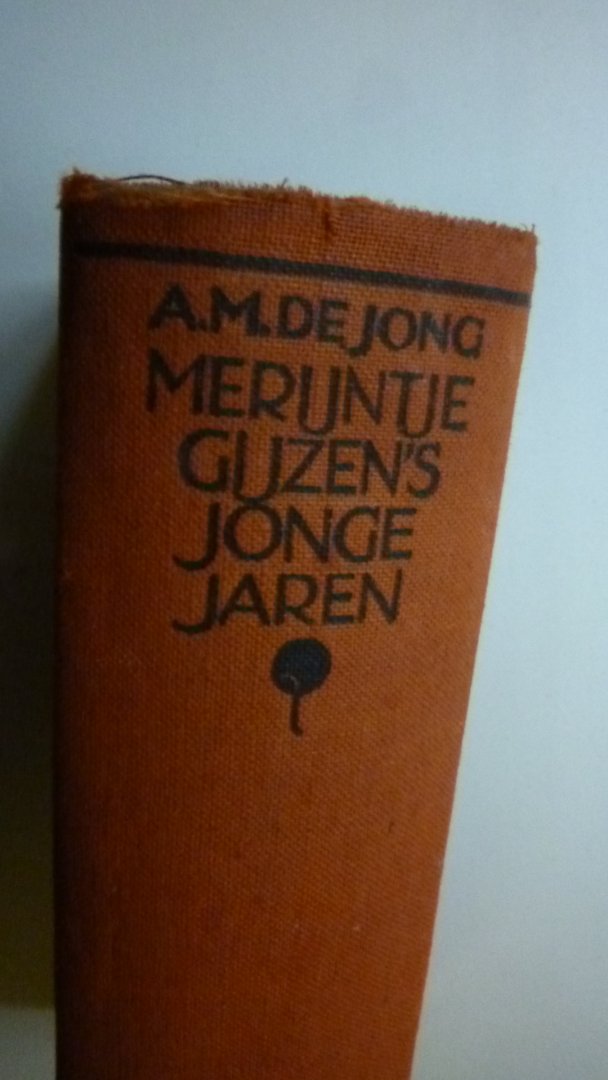 A.M. DE JONG
MERIJNTJE
GIJZEN'S
JONGE
JAREN